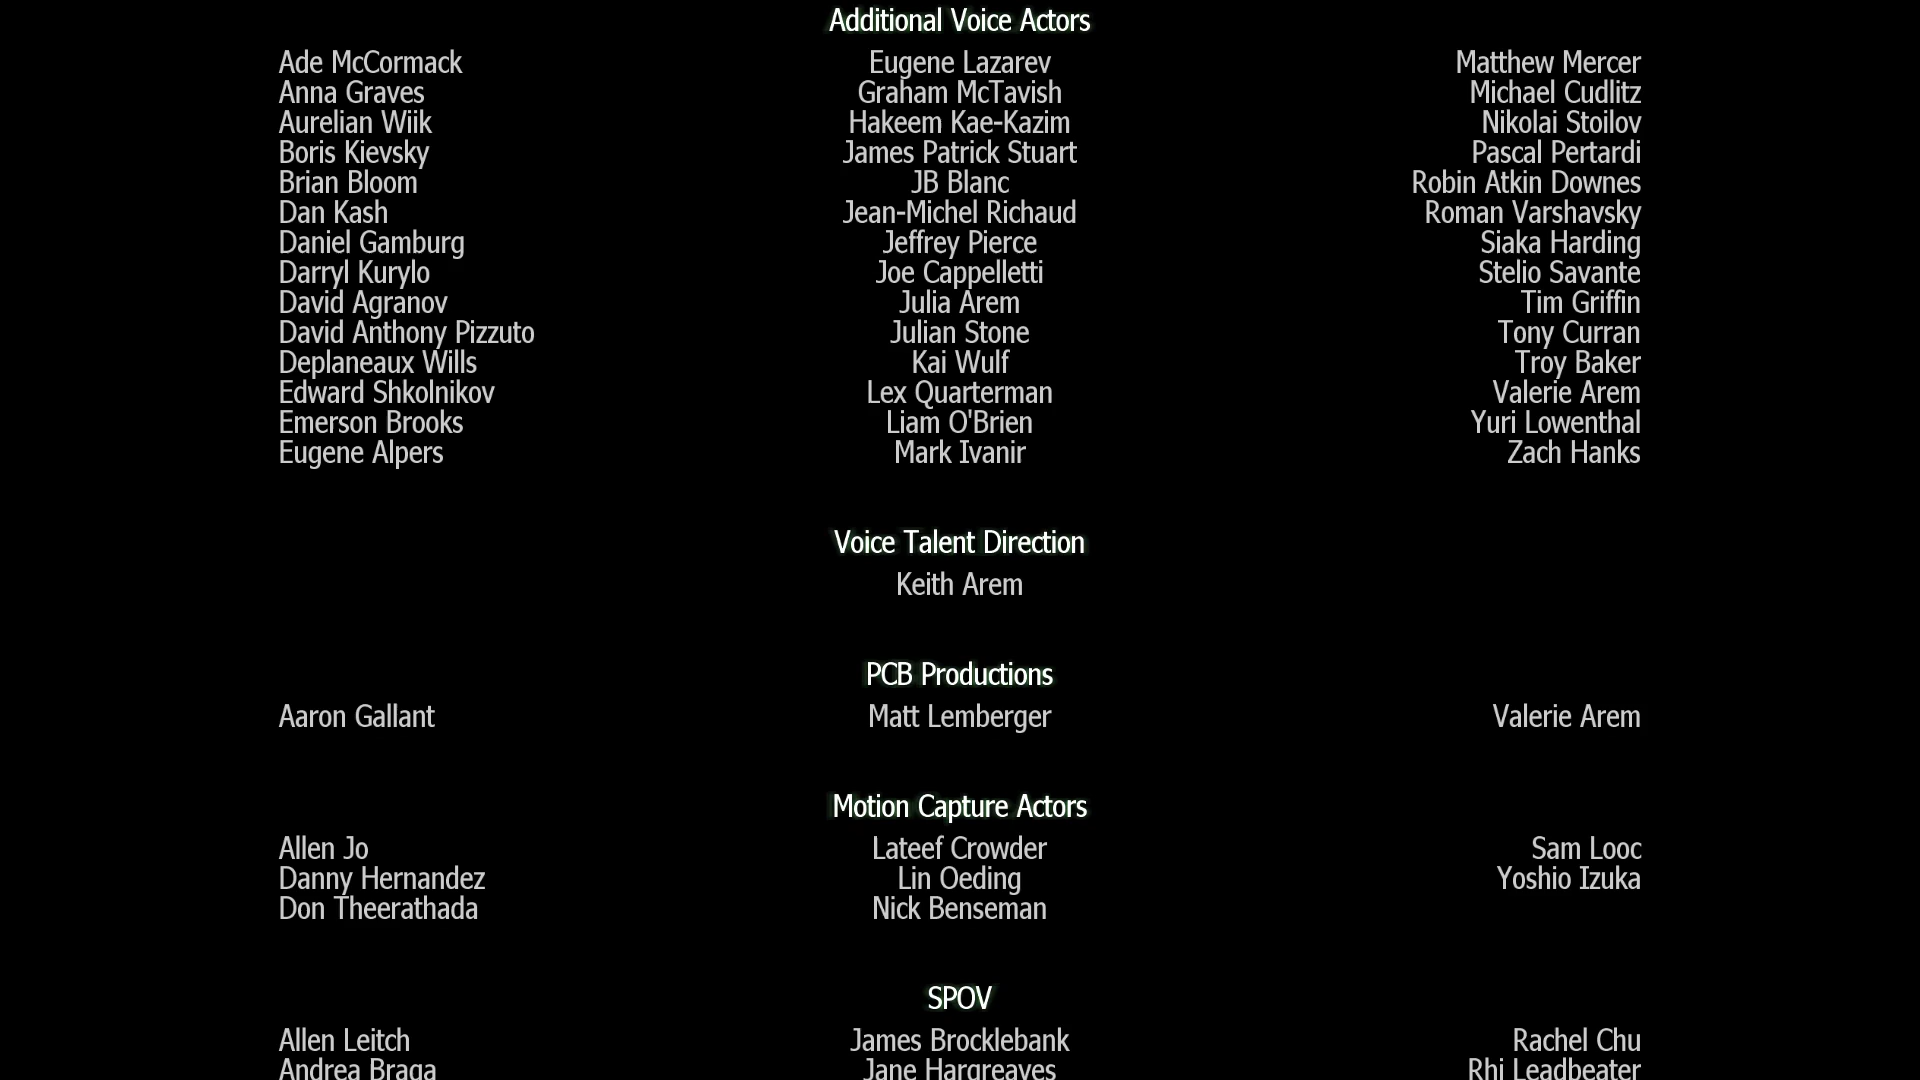 Additional Voice Actors
Ade McCormack Eugene Lazarev Matthew Mercer
Anna Graves Graham McTavish Michael Cudlitz
Aurelian Wiik Hakeem Kae-Kazim Nikolai Stoilov
Boris Kievsky James Patrick Stuart Pascal Pertardi
Brian Bloom JB Blanc Robin Atkin Downes
Dan Kash Jean-Michel Richaud Roman Varshavsky
Daniel Gamburg Jeffrey Pierce Siaka Harding
Darryl Kurylo Joe Cappelletti Stelio Savante
David Agranov Julia Arem Tim Griffin
David Anthony Pizzuto Julian Stone Tony Curran
Deplaneaux Wills Kai Wulf Troy Baker
Edward Shkolnikov Lex Quarterman Valerie Arem
Emerson Brooks Liam O'Brien Yuri Lowenthal
Eugene Alpers Mark Ivanir Zach Hanks
Voice Talent Direction
Keith Arem
PCB Productions
Aaron Gallant Matt Lemberger Valerie Arem
Motion Capture Actors
Allen Jo Lateef Crowder Sam Looc
Danny Hernandez Lin Oeding Yoshio Izuka
Don Theerathada Nick Benseman
SPOV
Allen Leitch James Brocklebank Rachel Chu
Andrea Braga Jane Hargreaves Rhi Leadbeater